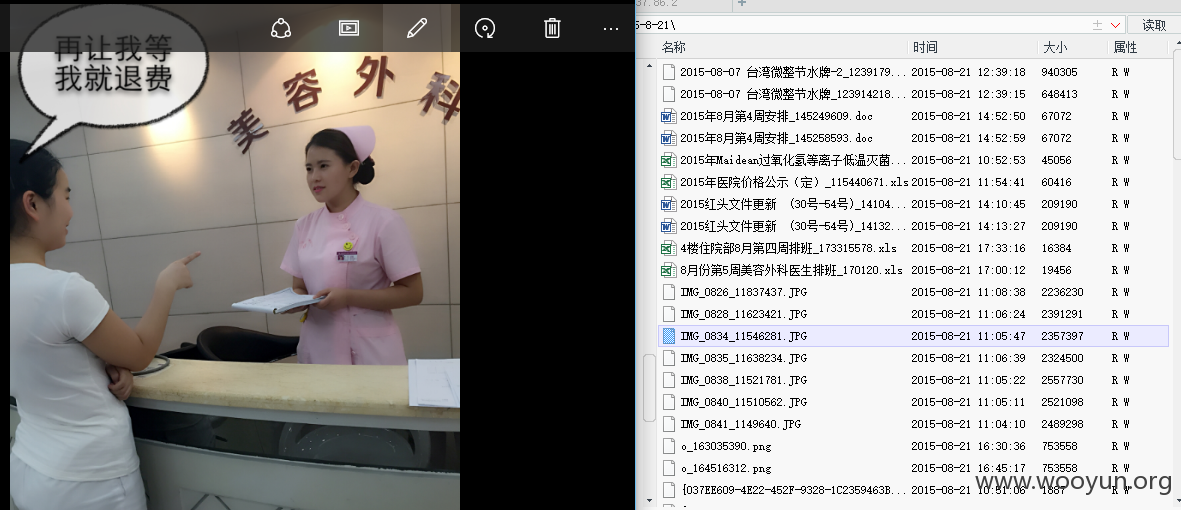 再让我等
我就退费
美容外科
37.86.2
+
5-8-21\
读取
名称 时间 大小 属性
2015-08-07 台湾微整节水牌-2_1239179... 2015-08-21 12:39:18 940305 R W
2015-08-07 台湾微整节水牌_123914218... 2015-08-21 12:39:15 648413 R W
2015年8月第4周安排_145249609.doc 2015-08-21 14:52:50 67072 R W
2015年8月第4周安排_145258593.doc 2015-08-21 14:52:59 67072 R W
2015年Maidean过氧化氢等离子低温灭菌... 2015-08-21 10:52:53 45056 R W
2015年医院价格公示（定）_115440671.xls 2015-08-21 11:54:41 60416 R W
2015红头文件更新 （30号-54号)_14104... 2015-08-21 14:10:45 209190 R W
2015红头文件更新 （30号-54号)_14132... 2015-08-21 14:13:27 209190 R W
4楼住院部8月第四周排班_173315578.xls 2015-08-21 17:33:16 16384 R W
8月份第5周美容外科医生排班_170120.xls 2015-08-21 17:00:12 19456 R W
IMG_0826_11837437.JPG 2015-08-21 11:08:38 2236230 R W
IMG_0828_11623421.JPG 2015-08-21 11:06:24 2391291 R W
IMG_0834_11546281.JPG 2015-08-21 11:05:47 2357397 R W
IMG_0835_11638234.JPG 2015-08-21 11:06:39 2324500 R W
IMG_0838_11521781.JPG 2015-08-21 11:05:22 2557730 R W
IMG_0840_11510562.JPG 2015-08-21 11:05:11 2521098 R W
IMG_0841_1149640.JPG 2015-08-21 11:04:10 2489298 R W
o_163035390.png 2015-08-21 16:30:36 753558 R W
o_164516312.png 2015-08-21 16:45:17 753558 R W
{037EE609-4E22-452F-9328-1C2359463B... 2015-08-21 10:51:06 1887 R W
www.wooyun.org